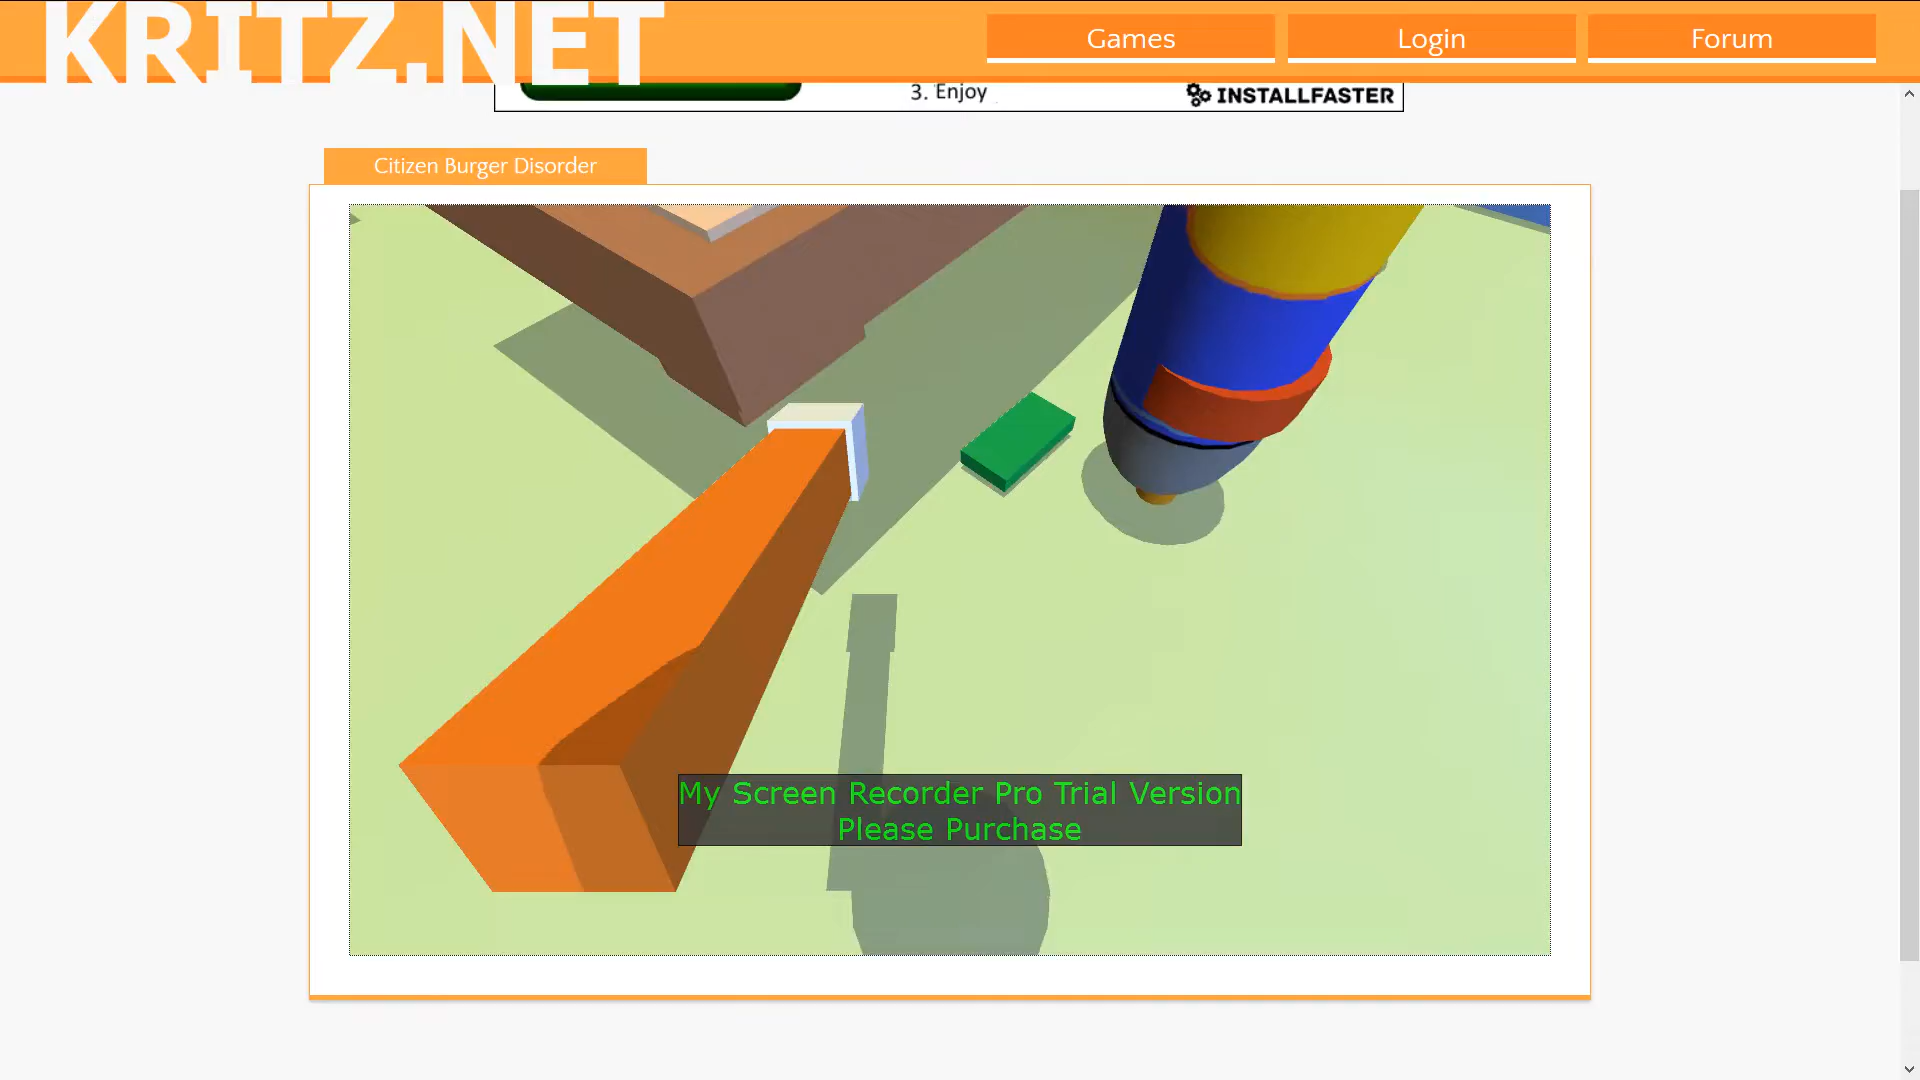 KRITZ.NET
Games
Login
Forum
3. Enjoy
INSTALLFASTER
Citizen Burger Disorder
My Screen Recorder Pro Trial Version
Please Purchase